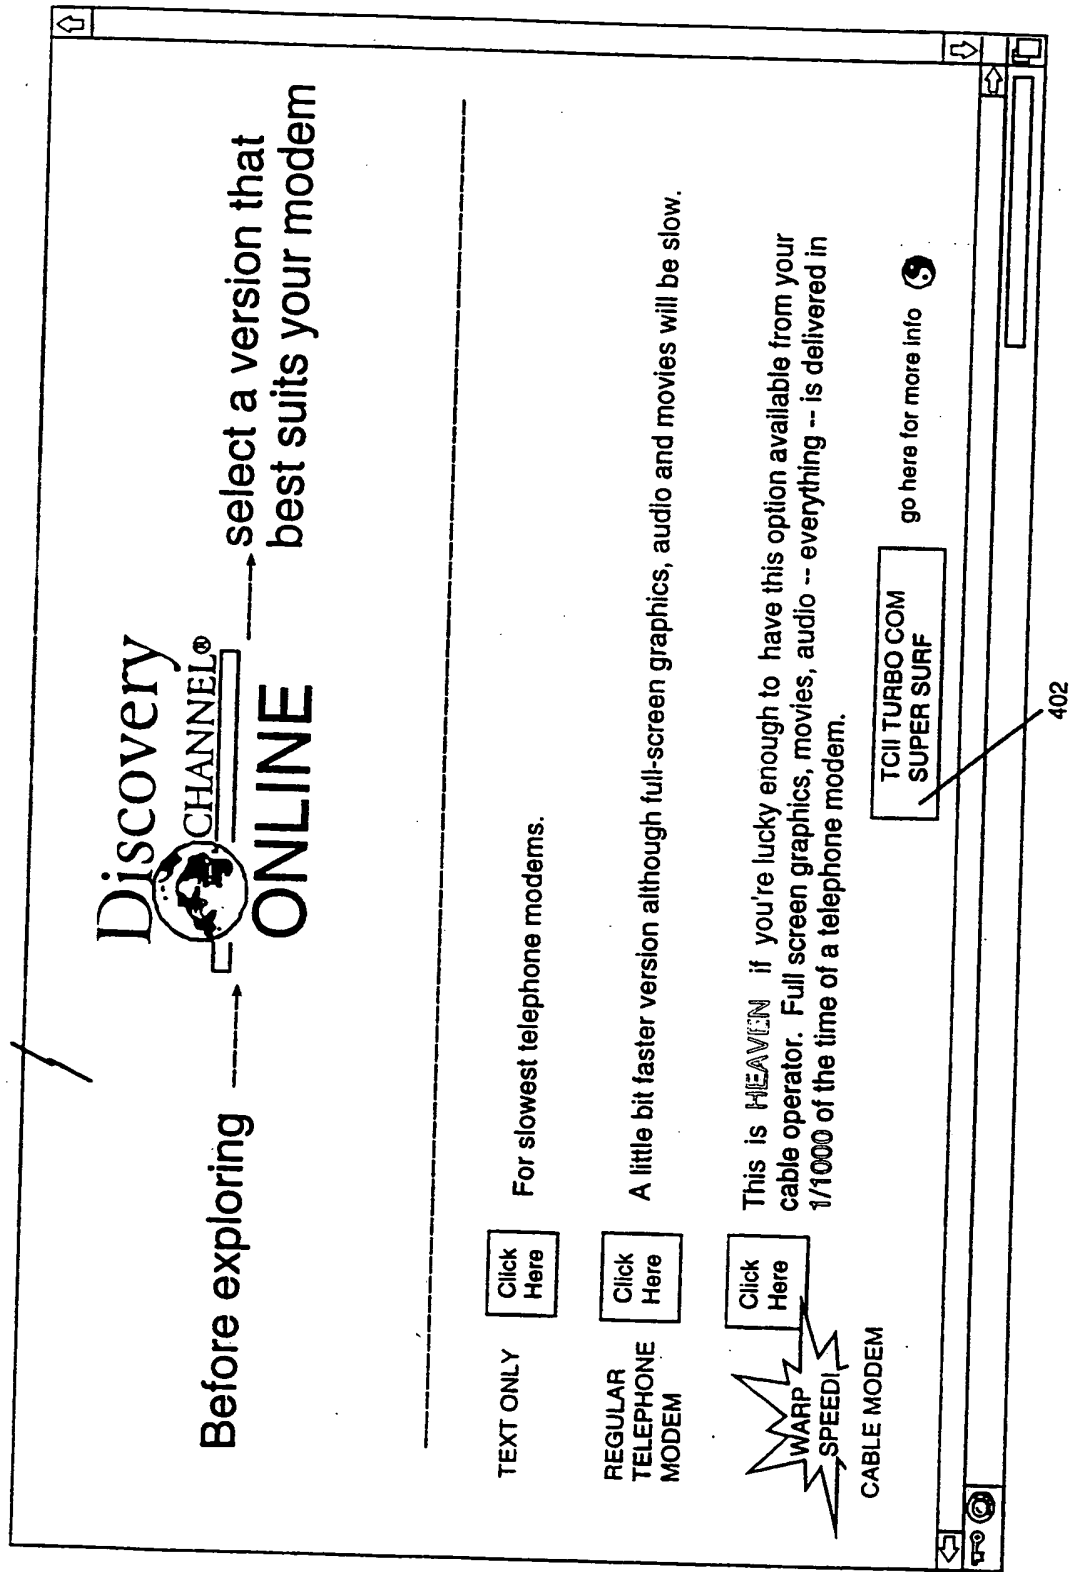 Before exploring
Discovery
CHANNEL®
ONLINE
select a version that
best suits your modem
TEXT ONLY
Click
Here
For slowest telephone modems.
REGULAR
TELEPHONE
MODEM
Click
Here
A little bit faster version although full-screen graphics, audio and movies will be slow.
WARP
SPEED!
CABLE MODEM
Click
Here
This is HEAVEN if you're lucky enough to have this option available from your
cable operator. Full screen graphics, movies, audio -- everything -- is delivered in
1/1000 of the time of a telephone modem.
TCII TURBO COM
SUPER SURF
go here for more info
402